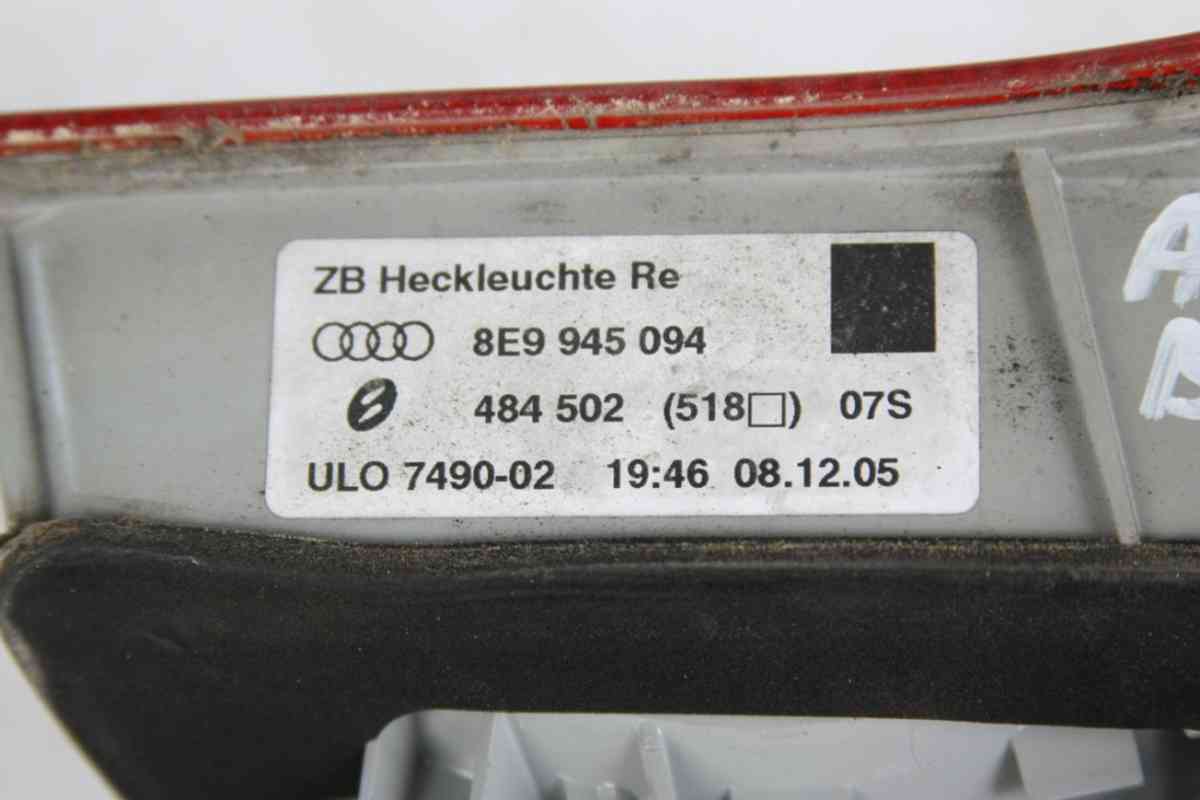 ZB Heckleuchte Re
8E9 945 094
484 502 (518□) 07S
ULO 7490-02 19:46 08.12.05
A